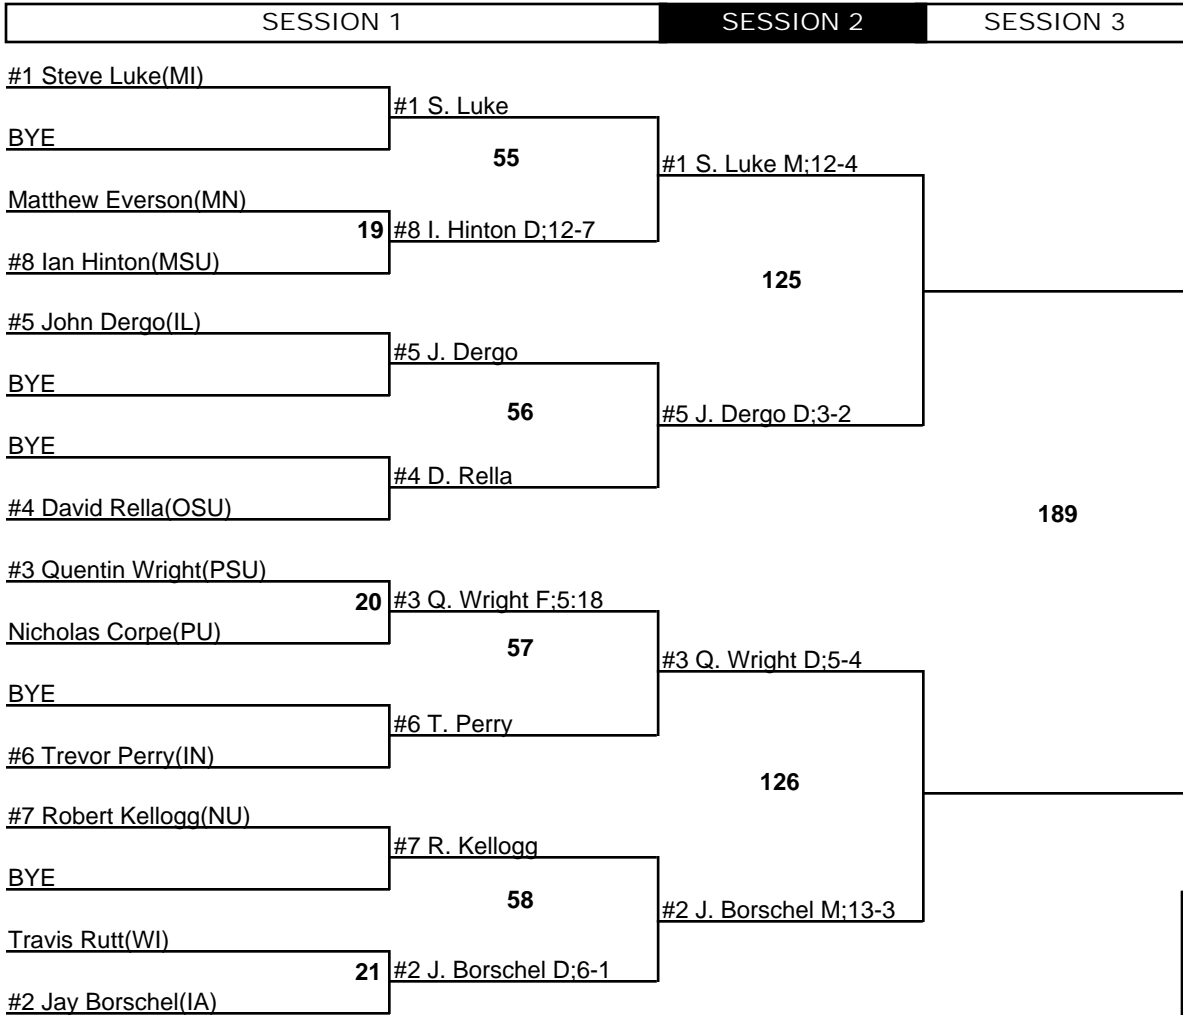 SESSION 1
SESSION 2
SESSION 3
#1 Steve Luke(MI)
#1 S. Luke
BYE
55
#1 S. Luke M;12-4
Matthew Everson(MN)
19
#8 I. Hinton D;12-7
#8 Ian Hinton(MSU)
125
#5 John Dergo(IL)
#5 J. Dergo
BYE
56
#5 J. Dergo D;3-2
BYE
#4 D. Rella
#4 David Rella(OSU)
189
#3 Quentin Wright(PSU)
20
#3 Q. Wright F;5:18
Nicholas Corpe(PU)
57
#3 Q. Wright D;5-4
BYE
#6 T. Perry
#6 Trevor Perry(IN)
126
#7 Robert Kellogg(NU)
#7 R. Kellogg
BYE
58
#2 J. Borschel M;13-3
Travis Rutt(WI)
21
#2 J. Borschel D;6-1
#2 Jay Borschel(IA)